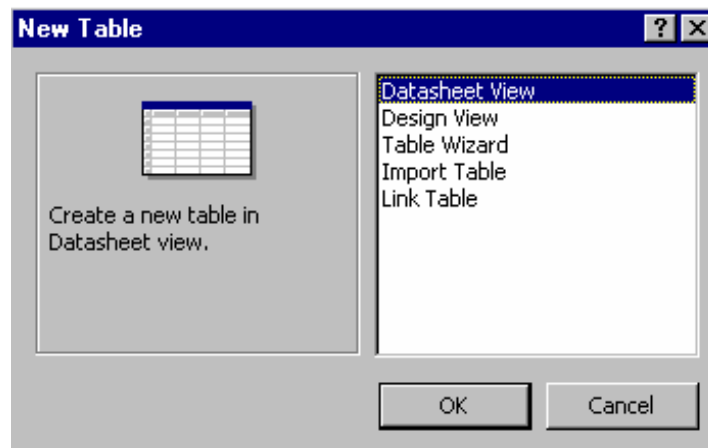 New Table
Create a new table in
Datasheet view.
Datasheet View
Design View
Table Wizard
Import Table
Link Table
OK
Cancel